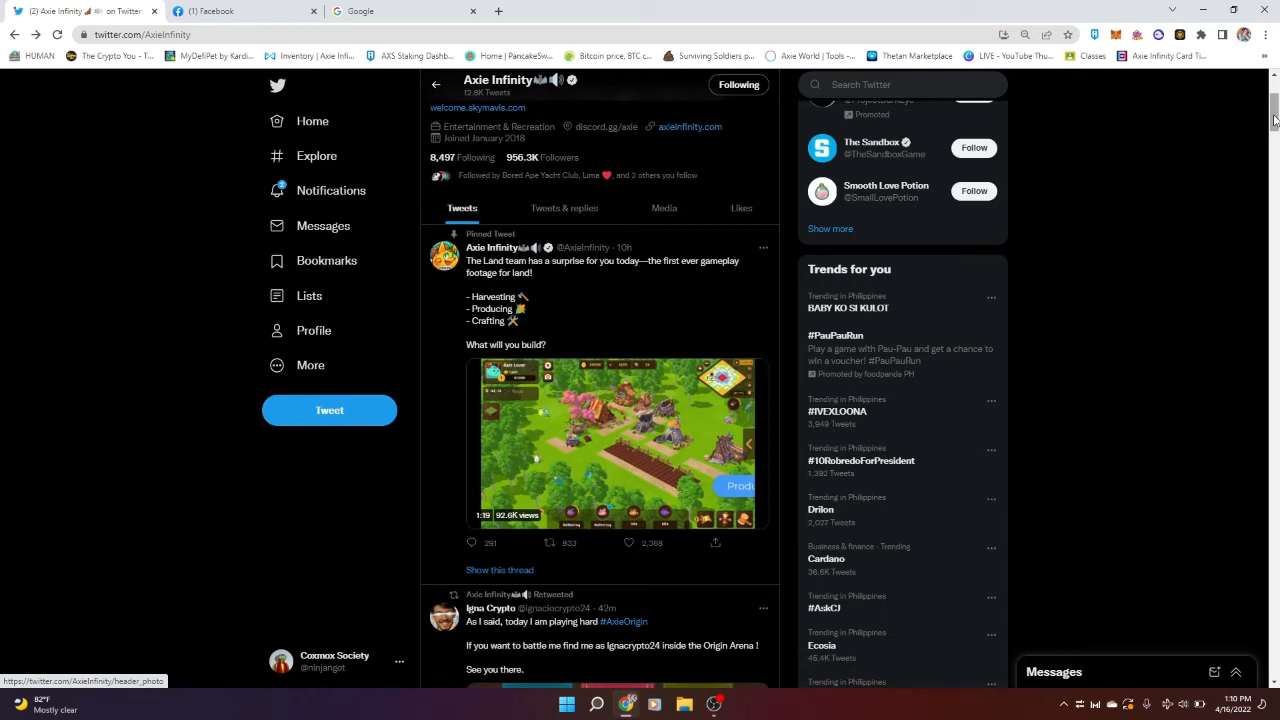 (2) Axie Infinity 🦇🔊 on Twitter:
(1) Facebook
Google
twitter.com/AxieInfinity
HUMAN
The Crypto You - T...
MyDefiPet by Kardi...
Inventory | Axie Infi...
AXS Staking Dashb...
Home | PancakeSw...
Bitcoin price, BTC c...
Surviving Soldiers p...
Axie World | Tools -...
Thetan Marketplace
LIVE - YouTube Thu...
Classes
Axie Infinity Card Ti...
Axie Infinity🦇🔊
12.8K Tweets
Following
welcome.skymavis.com
Entertainment & Recreation
discord.gg/axie
axieinfinity.com
Joined January 2018
8,497 Following
956.3K Followers
Followed by Bored Ape Yacht Club, Lima ❤️, and 3 others you follow
Tweets
Tweets & replies
Media
Likes
Pinned Tweet
Axie Infinity🦇🔊 @AxieInfinity · 10h
The Land team has a surprise for you today—the first ever gameplay
footage for land!
- Harvesting 🪓
- Producing 🌽
- Crafting 🛠️
What will you build?
Produ
1:19
92.6K views
291
833
2,368
Show this thread
Axie Infinity🦇🔊 Retweeted
Igna Crypto @ignaciocrypto24 · 42m
As I said, today I am playing hard #AxieOrigin
If you want to battle me find me as Ignacrypto24 inside the Origin Arena !
See you there.
Home
Explore
2
Notifications
Messages
Bookmarks
Lists
Profile
More
Tweet
Coxmox Society
@ninjangot
https://twitter.com/AxieInfinity/header_photo
Search Twitter
Promoted
The Sandbox
@TheSandboxGame
Follow
Smooth Love Potion
@SmallLovePotion
Follow
Show more
Trends for you
Trending in Philippines
BABY KO SI KULOT
#PauPauRun
Play a game with Pau-Pau and get a chance to
win a voucher! #PauPauRun
Promoted by foodpanda PH
Trending in Philippines
#IVEXLOONA
3,949 Tweets
Trending in Philippines
#10RobredoForPresident
1,392 Tweets
Trending in Philippines
Drilon
2,027 Tweets
Business & finance · Trending
Cardano
36.6K Tweets
Trending in Philippines
#AskCJ
Trending in Philippines
Ecosia
45.4K Tweets
Trending in Philippines
Messages
82°F
Mostly clear
1:10 PM
4/16/2022